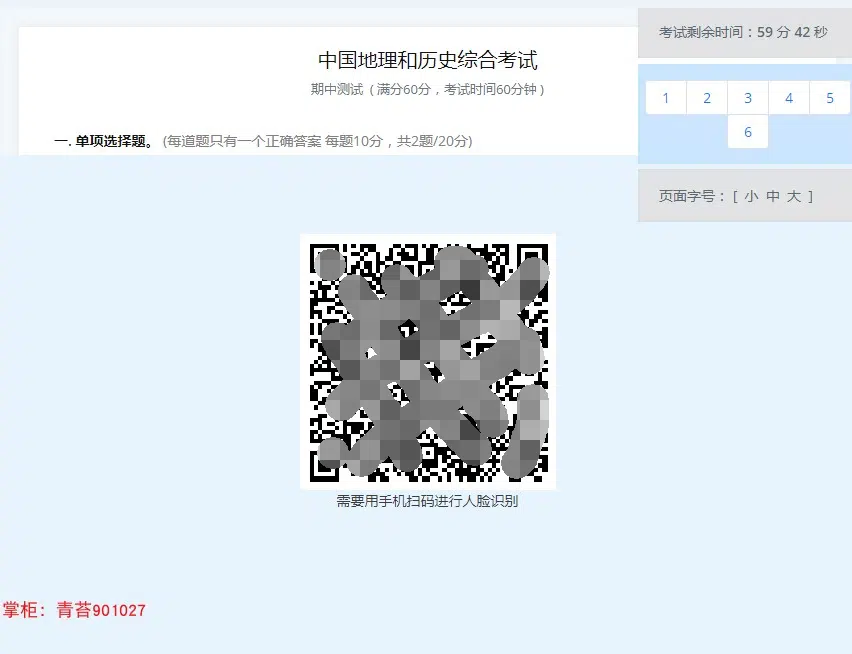 中国地理和历史综合考试
期中测试 ( 满分60分，考试时间60分钟 )
一. 单项选择题。 (每道题只有一个正确答案 每题10分，共2题/20分)
考试剩余时间：59 分 42 秒
1 2 3 4 5
6
页面字号： [ 小 中 大 ]
需要用手机扫码进行人脸识别
掌柜：青苔901027